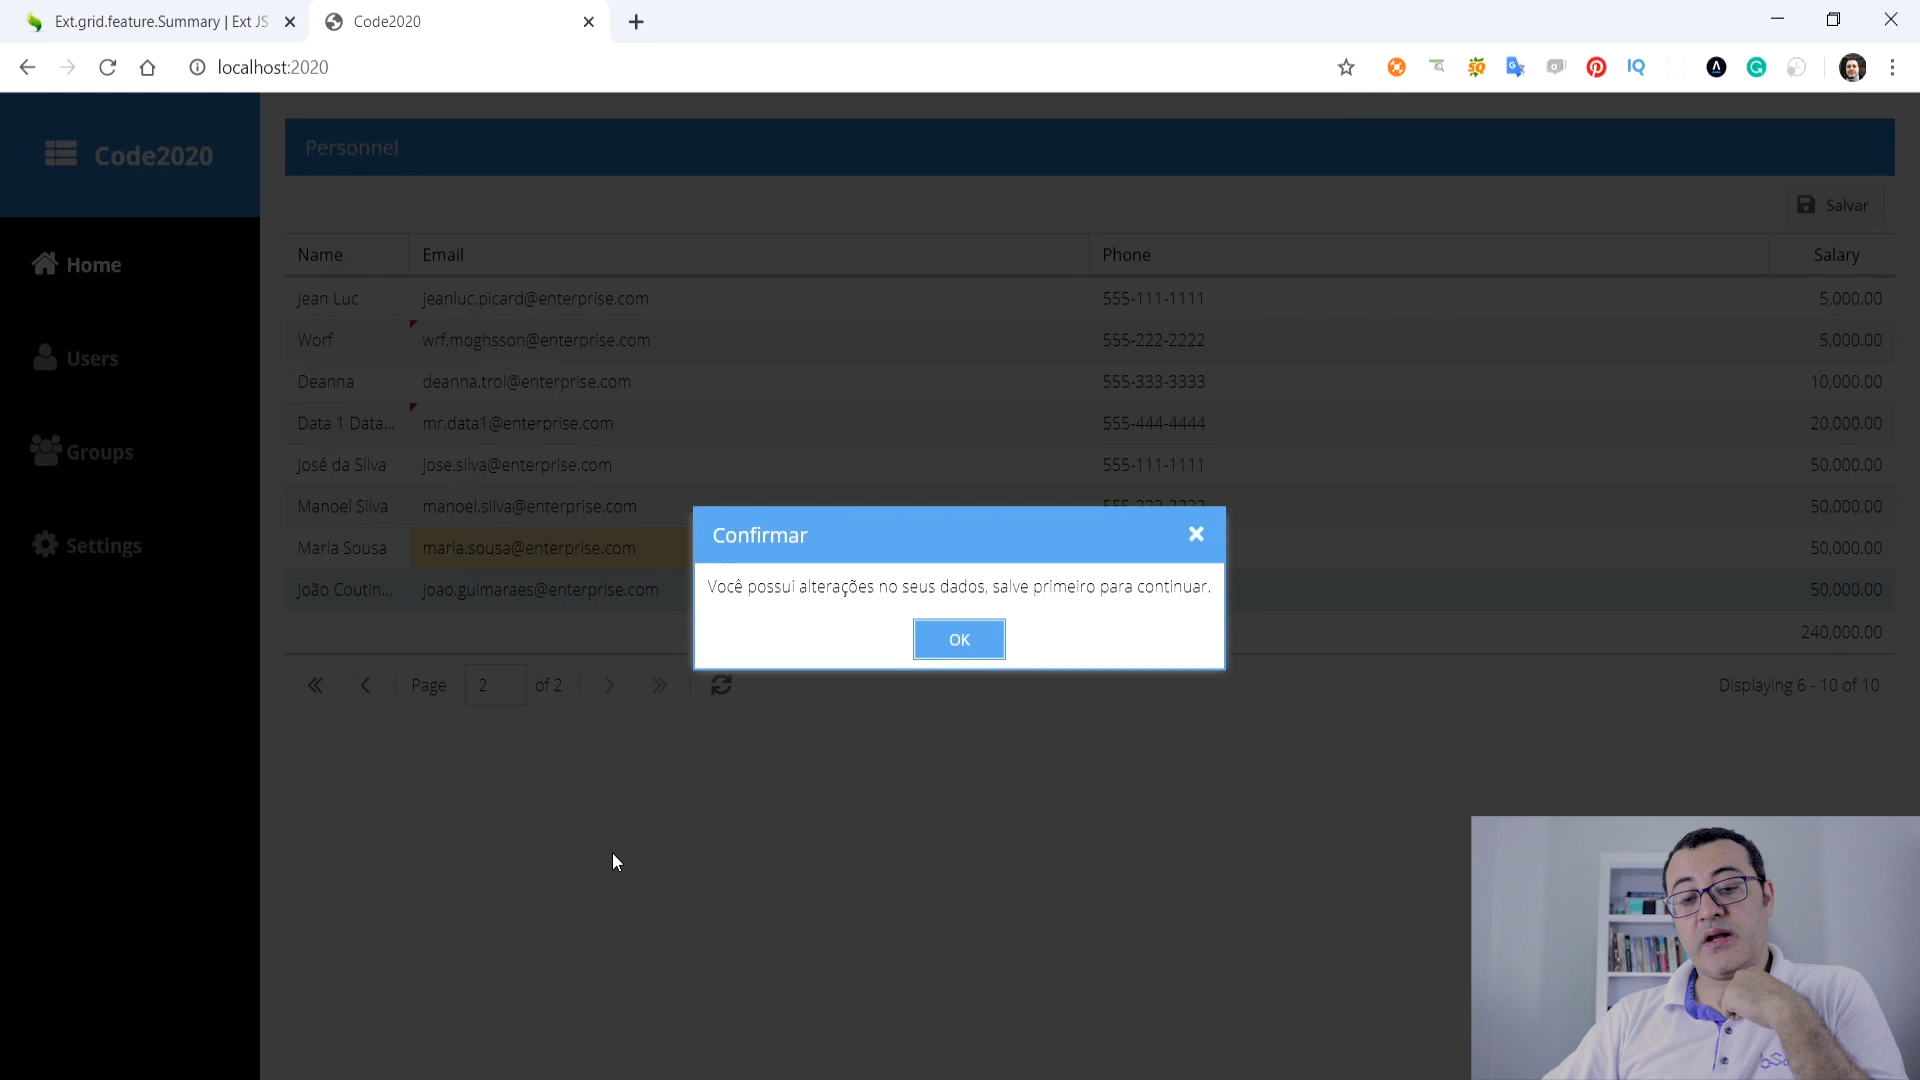 Ext.grid.feature.Summary | Ext JS
Code2020
localhost:2020
Code2020
Personnel
Salvar
Home
Users
Groups
Settings
Name Email Phone Salary
Jean Luc jeanluc.picard@enterprise.com 555-111-1111 5,000.00
Worf wrf.moghsson@enterprise.com 555-222-2222 5,000.00
Deanna deanna.troi@enterprise.com 555-333-3333 10,000.00
Data 1 Data... mr.data1@enterprise.com 555-444-4444 20,000.00
José da Silva jose.silva@enterprise.com 555-111-1111 50,000.00
Manoel Silva manoel.silva@enterprise.com 50,000.00
Maria Sousa maria.sousa@enterprise.com 50,000.00
João Coutin... joao.guimaraes@enterprise.com 50,000.00
240,000.00
Confirmar
Você possui alterações no seus dados, salve primeiro para continuar.
OK
Page 2 of 2
Displaying 6 - 10 of 10